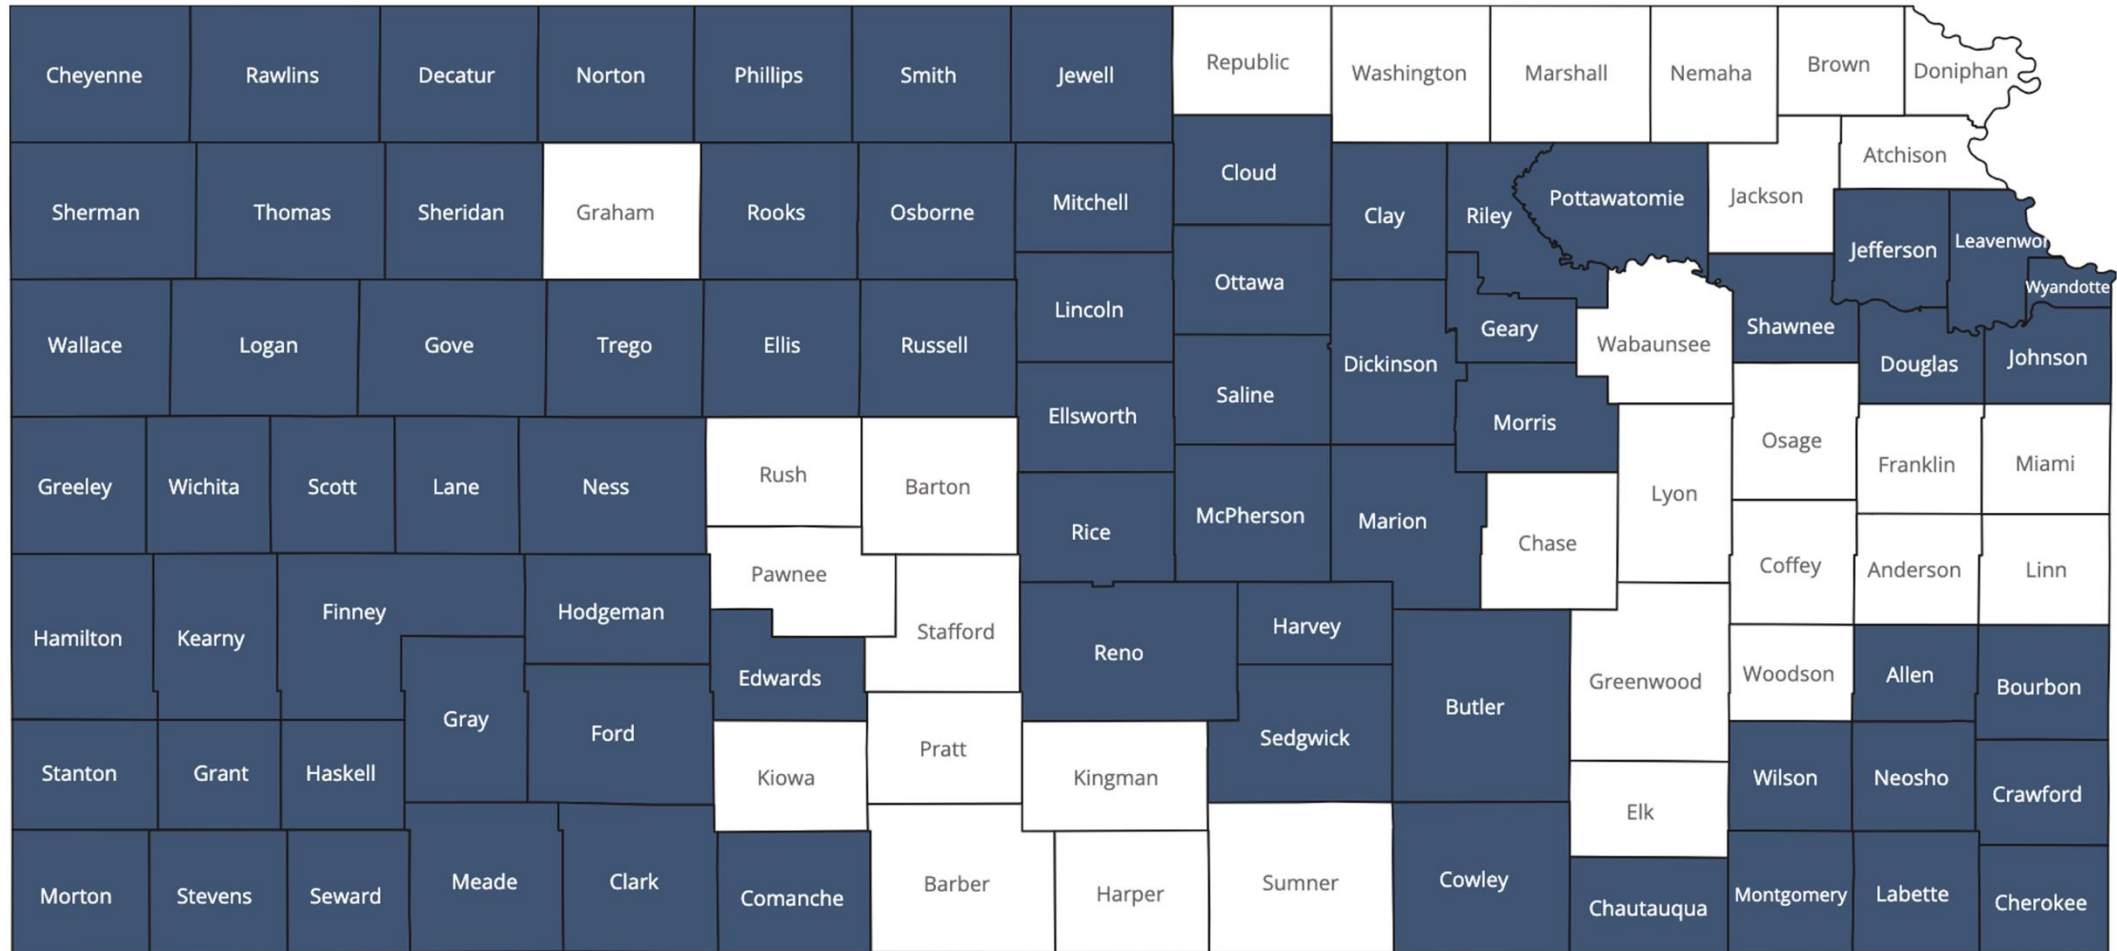 Cheyenne
Rawlins
Decatur
Norton
Phillips
Smith
Jewell
Republic
Washington
Marshall
Nemaha
Brown
Doniphan
Sherman
Thomas
Sheridan
Graham
Rooks
Osborne
Mitchell
Cloud
Clay
Riley
Pottawatomie
Jackson
Atchison
Jefferson
Leavenwor
Wyandotte
Wallace
Logan
Gove
Trego
Ellis
Russell
Lincoln
Ottawa
Saline
Dickinson
Geary
Wabaunsee
Shawnee
Douglas
Johnson
Greeley
Wichita
Scott
Lane
Ness
Rush
Barton
Ellsworth
Rice
McPherson
Marion
Morris
Chase
Lyon
Osage
Franklin
Miami
Hamilton
Kearny
Finney
Hodgeman
Pawnee
Stafford
Reno
Harvey
Butler
Greenwood
Coffey
Anderson
Linn
Gray
Ford
Edwards
Sedgwick
Woodson
Allen
Bourbon
Stanton
Grant
Haskell
Kiowa
Pratt
Kingman
Elk
Wilson
Neosho
Crawford
Morton
Stevens
Seward
Meade
Clark
Comanche
Barber
Harper
Sumner
Cowley
Chautauqua
Montgomery
Labette
Cherokee